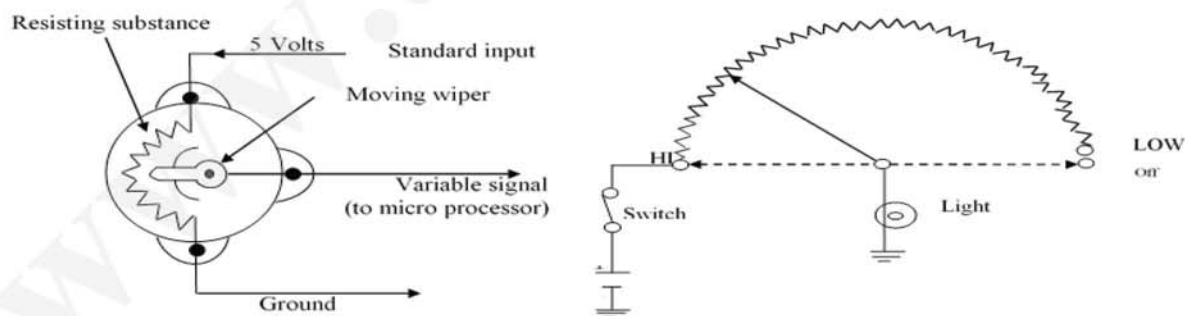 Resisting substance
5 Volts
Standard input
Moving wiper
Variable signal
(to micro processor)
Ground
HI
LOW
Off
Switch
Light
+
www.